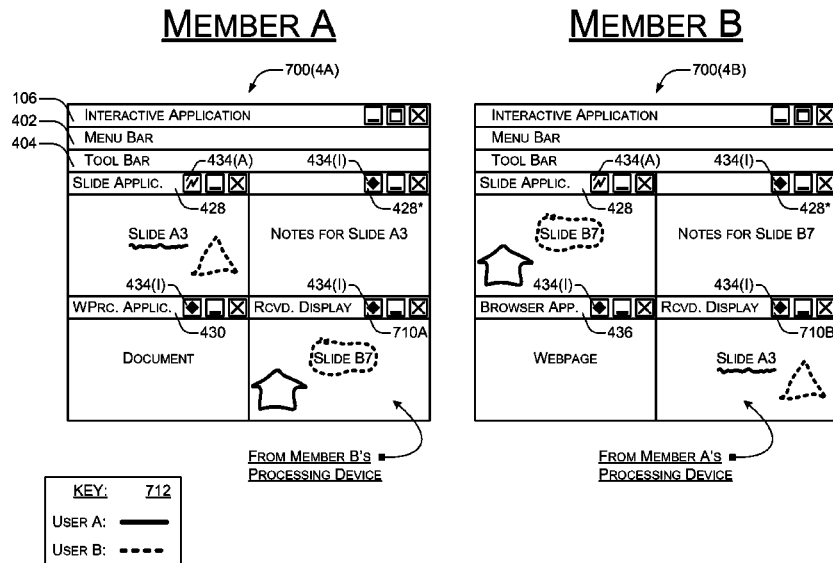 MEMBER A
MEMBER B
700(4A)
700(4B)
106
INTERACTIVE APPLICATION
INTERACTIVE APPLICATION
402
MENU BAR
MENU BAR
404
TOOL BAR
434(A)
434(I)
TOOL BAR
434(A)
434(I)
SLIDE APPLIC.
SLIDE APPLIC.
428
428*
428
428*
SLIDE A3
NOTES FOR SLIDE A3
SLIDE B7
NOTES FOR SLIDE B7
434(I)
434(I)
434(I)
434(I)
WPRC. APPLIC.
RCVD. DISPLAY
BROWSER APP.
RCVD. DISPLAY
430
710A
436
710B
DOCUMENT
SLIDE B7
WEBPAGE
SLIDE A3
FROM MEMBER B'S
PROCESSING DEVICE
FROM MEMBER A'S
PROCESSING DEVICE
KEY: 712
USER A:
USER B: